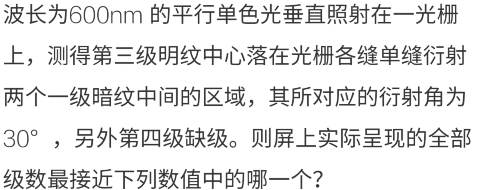 波长为600nm 的平行单色光垂直照射在一光栅
上，测得第三级明纹中心落在光栅各缝单缝衍射
两个一级暗纹中间的区域，其所对应的衍射角为
30°，另外第四级缺级。则屏上实际呈现的全部
级数最接近下列数值中的哪一个？